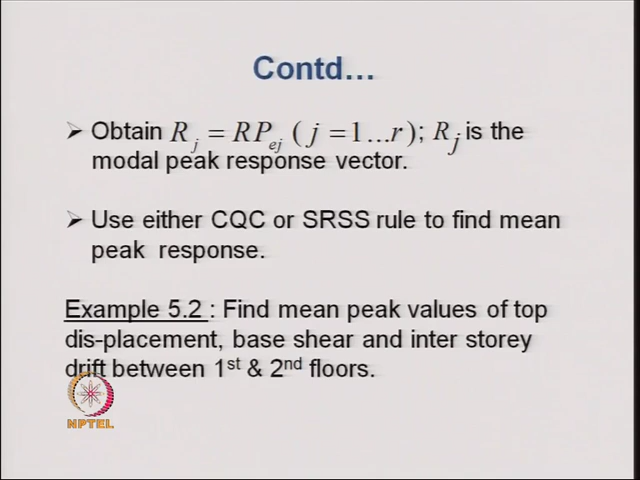 Contd…
➢ Obtain R_j = RP_ej ( j = 1...r ); R_j is the
modal peak response vector.
➢ Use either CQC or SRSS rule to find mean
peak response.
Example 5.2 : Find mean peak values of top
dis-placement, base shear and inter storey
drift between 1st & 2nd floors.
NPTEL